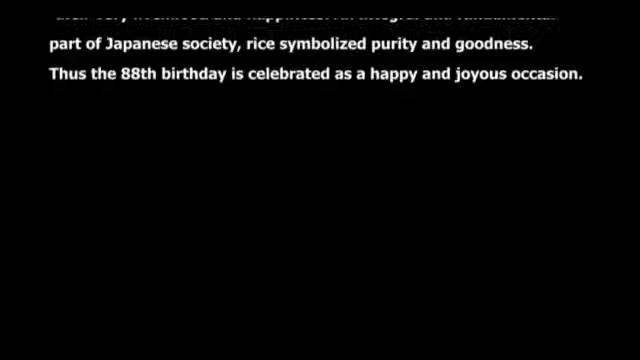 part of Japanese society, rice symbolized purity and goodness.
Thus the 88th birthday is celebrated as a happy and joyous occasion.